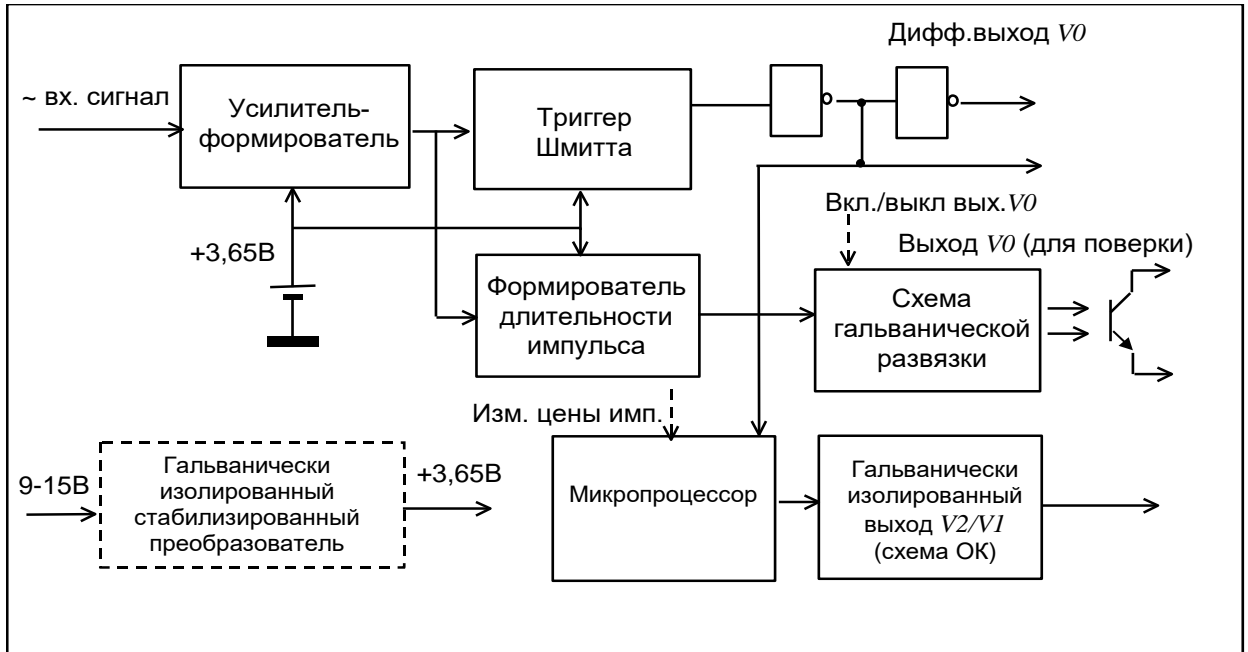 Дифф.выход V0
~ вх. сигнал
Усилитель-
формирователь
Триггер
Шмитта
Вкл./выкл вых.V0
+3,65В
Выход V0 (для поверки)
Формирователь
длительности
импульса
Схема
гальванической
развязки
Изм. цены имп.
9-15В
Гальванически
изолированный
стабилизированный
преобразователь
+3,65В
Микропроцессор
Гальванически
изолированный
выход V2/V1
(схема ОК)